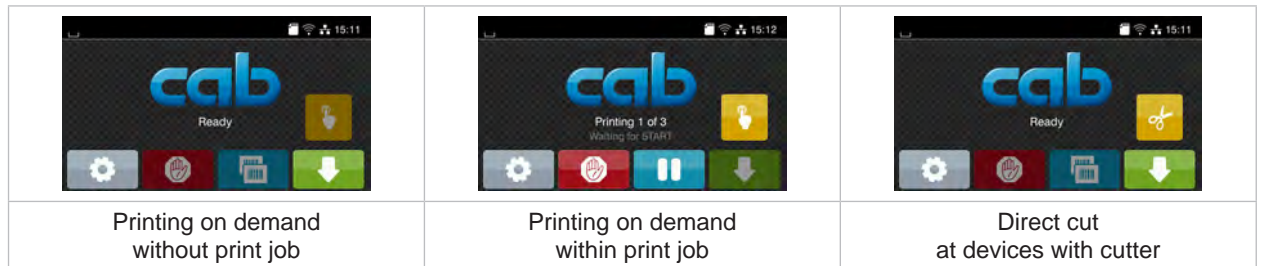 15:11
cab
Ready
15:12
cab
Printing 1 of 3
Waiting for START
15:11
cab
Ready
Printing on demand
without print job
Printing on demand
within print job
Direct cut
at devices with cutter